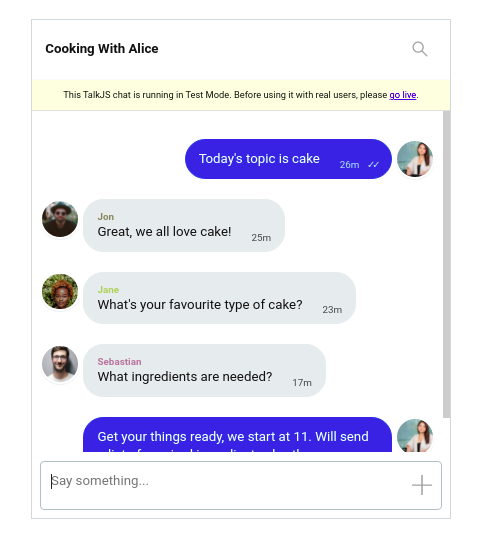 Cooking With Alice
This TalkJS chat is running in Test Mode. Before using it with real users, please go live.
Today's topic is cake
26m
Jon
Great, we all love cake!
25m
Jane
What's your favourite type of cake?
23m
Sebastian
What ingredients are needed?
17m
Get your things ready, we start at 11. Will send
Say something...